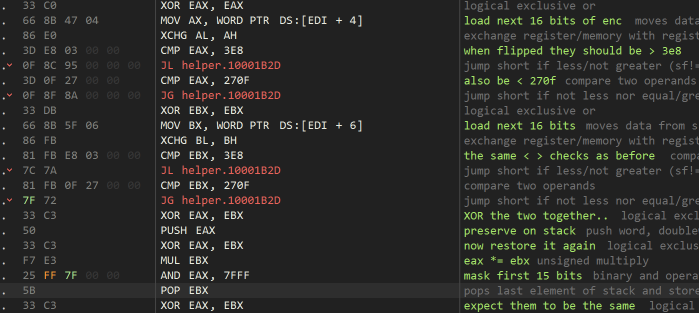 . 33 C0 XOR EAX, EAX logical exclusive or
. 66 8B 47 04 MOV AX, WORD PTR DS:[EDI + 4] load next 16 bits of enc moves data
. 86 E0 XCHG AL, AH exchange register/memory with regist
. 3D E8 03 00 00 CMP EAX, 3E8 when flipped they should be > 3e8
. 0F 8C 95 00 00 00 JL helper.10001B2D jump short if less/not greater (sf!=
. 3D 0F 27 00 00 CMP EAX, 270F also be < 270f compare two operands
. 0F 8F 8A 00 00 00 JG helper.10001B2D jump short if not less nor equal/gre
. 33 DB XOR EBX, EBX logical exclusive or
. 66 8B 5F 06 MOV BX, WORD PTR DS:[EDI + 6] load next 16 bits moves data from s
. 86 FB XCHG BL, BH exchange register/memory with regist
. 81 FB E8 03 00 00 CMP EBX, 3E8 the same < > checks as before compa
. 7C 7A JL helper.10001B2D jump short if less/not greater (sf!=
. 81 FB 0F 27 00 00 CMP EBX, 270F compare two operands
. 7F 72 JG helper.10001B2D jump short if not less nor equal/gre
. 33 C3 XOR EAX, EBX XOR the two together.. logical excl
. 50 PUSH EAX preserve on stack push word, double
. 33 C3 XOR EAX, EBX now restore it again logical exclus
. F7 E3 MUL EBX eax *= ebx unsigned multiply
. 25 FF 7F 00 00 AND EAX, 7FFF mask first 15 bits binary and opera
. 5B POP EBX pops last element of stack and store
. 33 C3 XOR EAX, EBX expect them to be the same logical